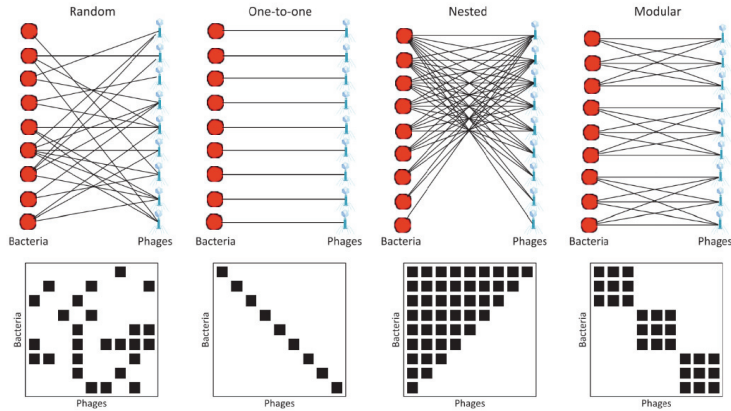 Random One-to-one Nested Modular
Bacteria Phages Bacteria Phages Bacteria Phages Bacteria Phages
Bacteria Bacteria Bacteria Bacteria
Phages Phages Phages Phages